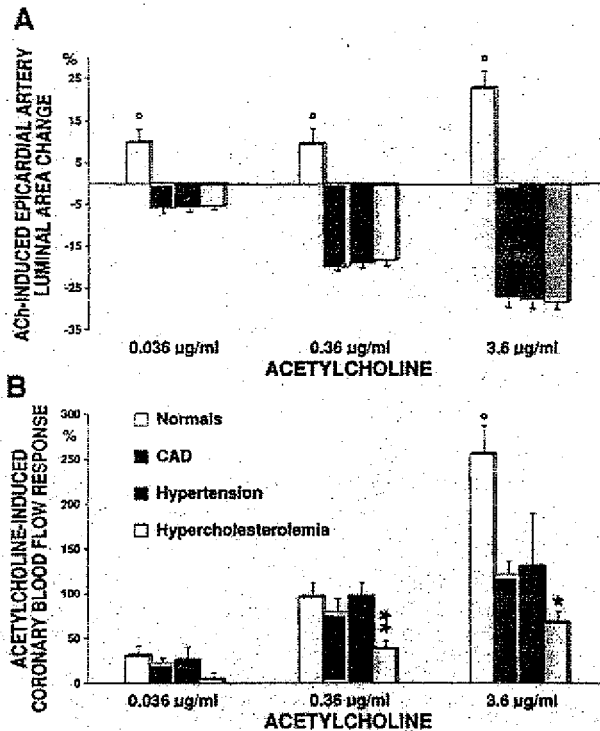 A
%
25
15
5
-5
-15
-25
-35
ACh-INDUCED EPICARDIAL ARTERY
LUMINAL AREA CHANGE
0.036 µg/ml 0.36 µg/ml 3.6 µg/ml
ACETYLCHOLINE
B
300
%
250
200
150
100
50
0
ACETYLCHOLINE-INDUCED
CORONARY BLOOD FLOW RESPONSE
Normals
CAD
Hypertension
Hypercholesterolemia
**
*
0.036 µg/ml 0.36 µg/ml 3.6 µg/ml
ACETYLCHOLINE